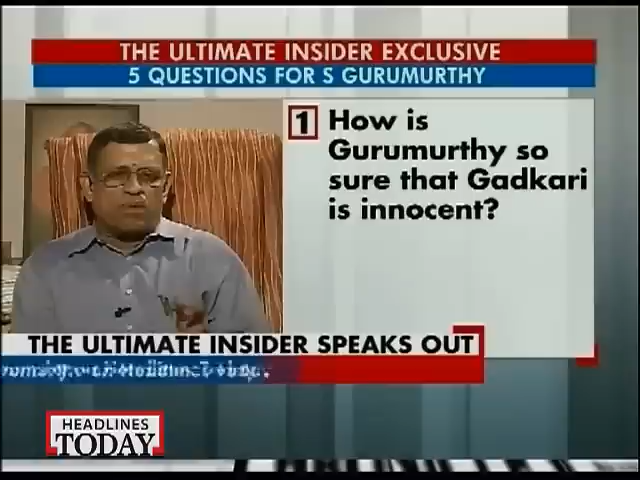 THE ULTIMATE INSIDER EXCLUSIVE
5 QUESTIONS FOR S GURUMURTHY
1 How is
Gurumurthy so
sure that Gadkari
is innocent?
THE ULTIMATE INSIDER SPEAKS OUT
HEADLINES
TODAY